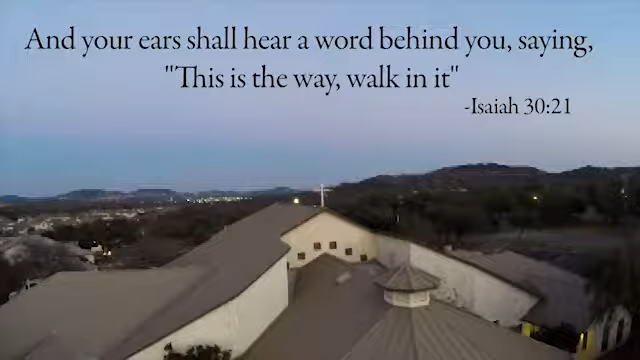 And your ears shall hear a word behind you, saying,
"This is the way, walk in it"
-Isaiah 30:21